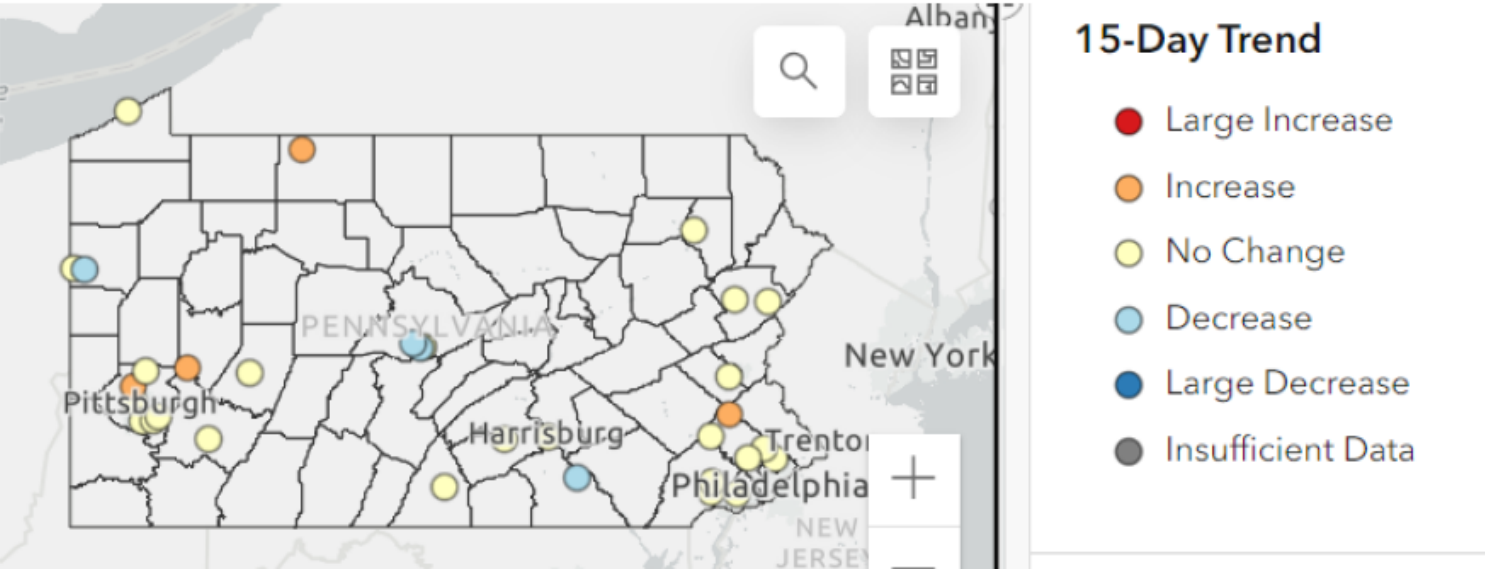 Albany
PENNSYLVANIA
New York
Pittsburgh
Harrisburg
Trenton
Philadelphia
NEW
JERSEY
15-Day Trend
Large Increase
Increase
No Change
Decrease
Large Decrease
Insufficient Data